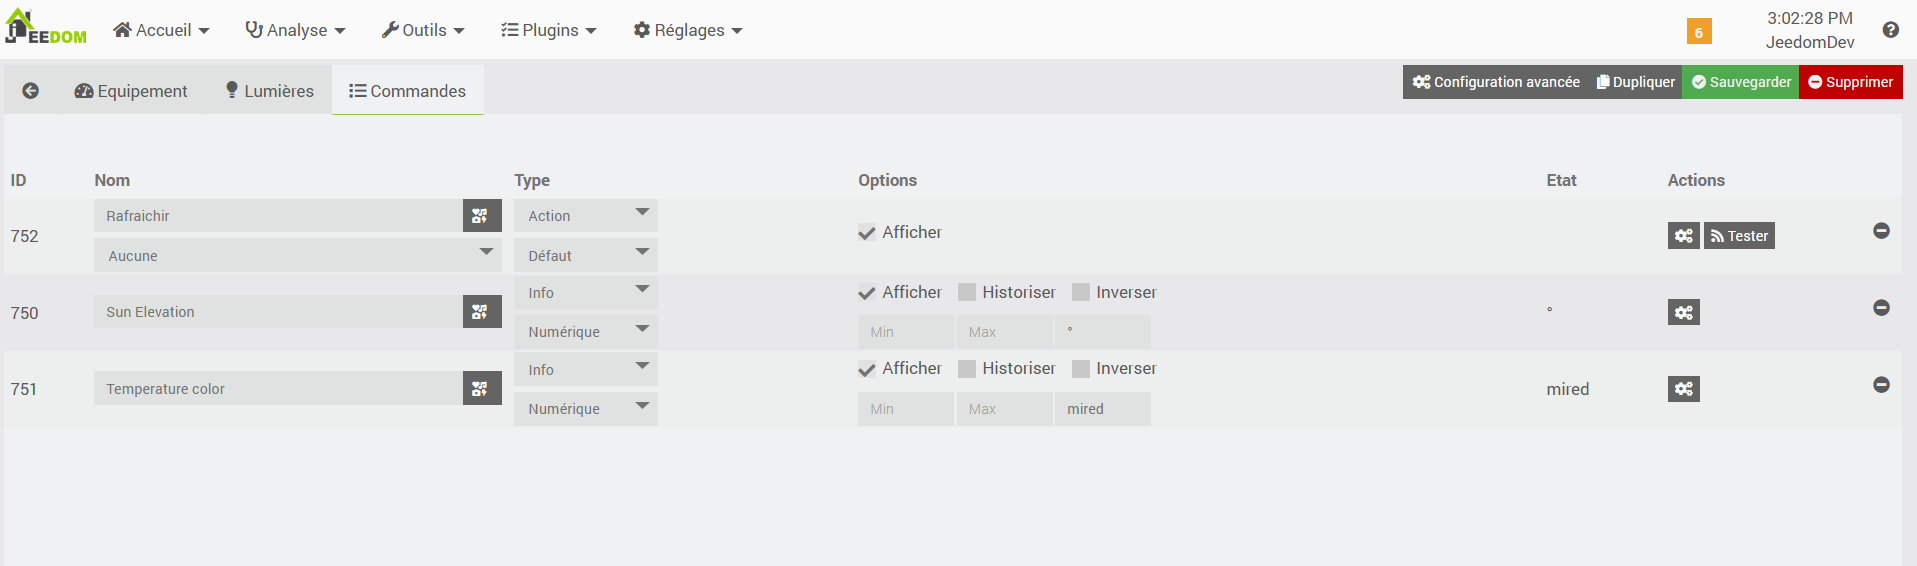 JEEDOM Accueil Analyse Outils Plugins Réglages 6 3:02:28 PM
JeedomDev
Equipement Lumières Commandes Configuration avancée Dupliquer Sauvegarder Supprimer
ID Nom Type Options Etat Actions
752 Rafraichir Action Afficher Tester
Aucune Défaut
750 Sun Elevation Info Afficher Historiser Inverser °
Numérique Min Max °
751 Temperature color Info Afficher Historiser Inverser mired
Numérique Min Max mired